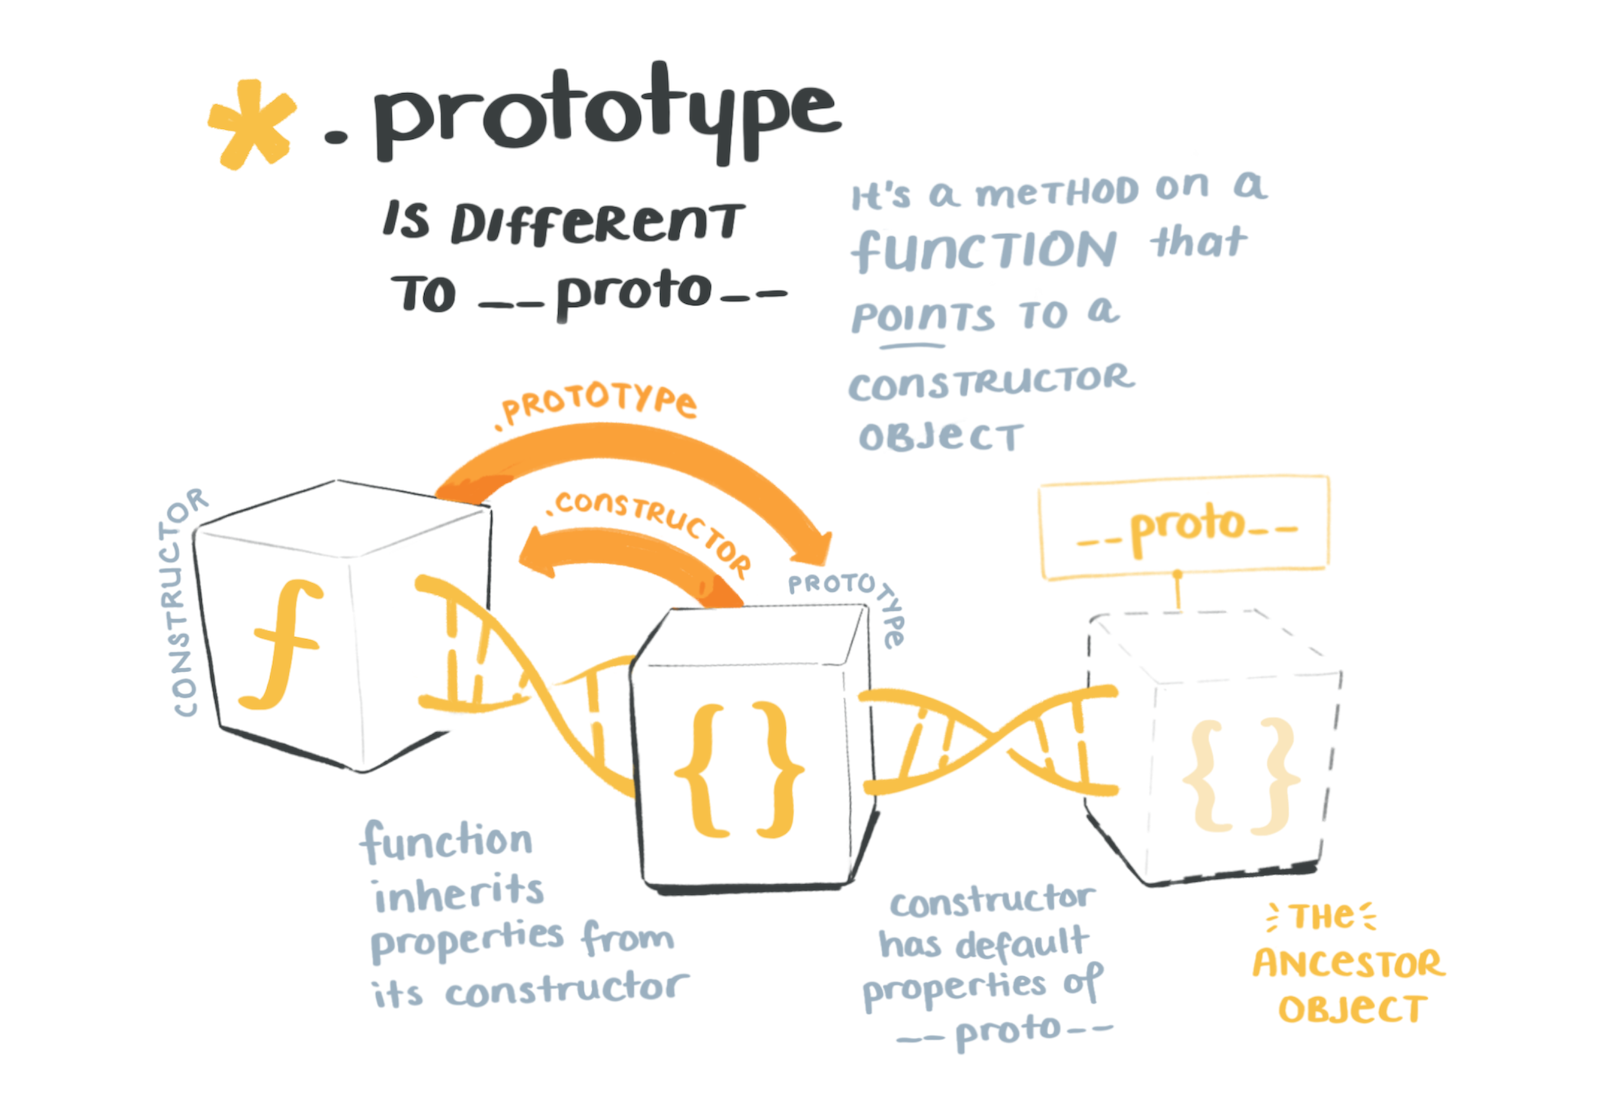 *.prototype
IS DIFFERENT
TO __proto__
It's a METHOD on a
FUNCTION that
POINTS TO a
CONSTRUCTOR
OBJECT
.PROTOTYPE
.CONSTRUCTOR
CONSTRUCTOR
PROTOTYPE
__proto__
f
{}
{}
function
inherits
properties from
its constructor
constructor
has default
properties of
__proto__
THE
ANCESTOR
OBJECT